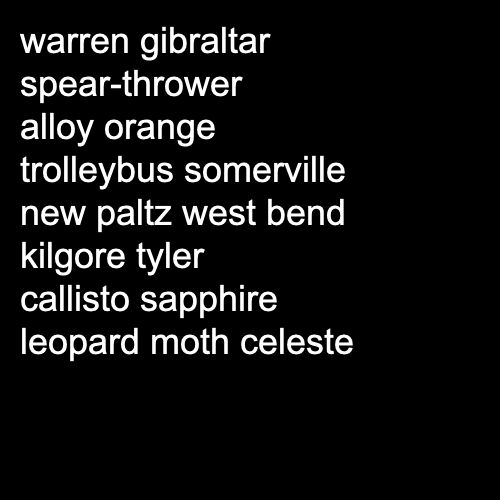 warren gibraltar
spear-thrower
alloy orange
trolleybus somerville
new paltz west bend
kilgore tyler
callisto sapphire
leopard moth celeste